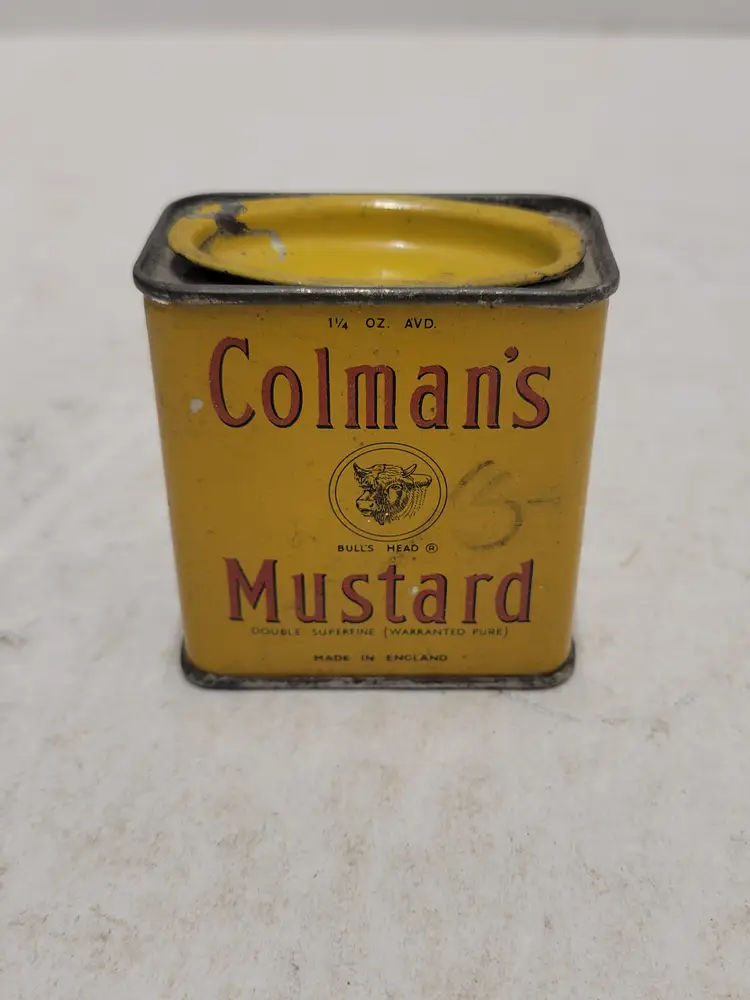 1¼ OZ. AVD.
Colman's
BULL'S HEAD ®
Mustard
DOUBLE SUPERFINE (WARRANTED PURE)
MADE IN ENGLAND